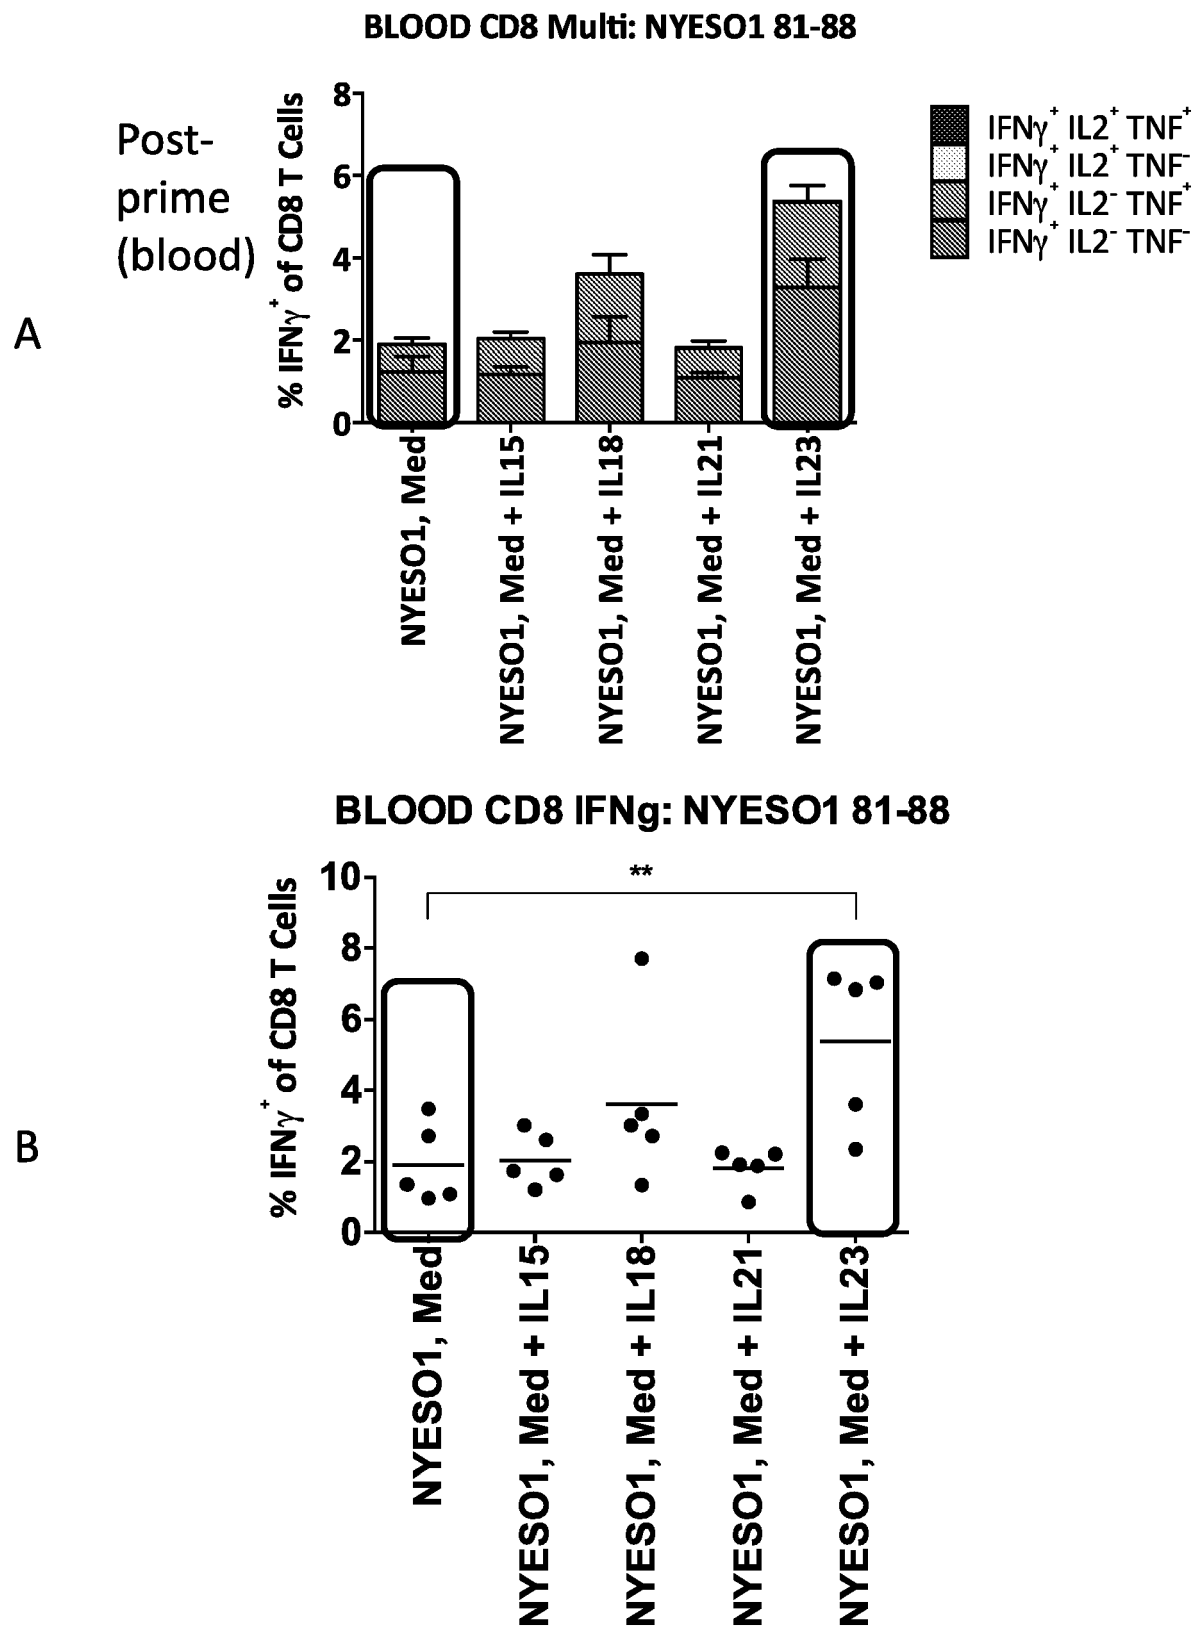 BLOOD CD8 Multi: NYESO1 81-88
Post-
prime
(blood)
A
% IFNγ+ of CD8 T Cells
8
6
4
2
0
IFNγ+ IL2+ TNF+
IFNγ+ IL2+ TNF-
IFNγ+ IL2- TNF+
IFNγ+ IL2- TNF-
NYESO1, Med
NYESO1, Med + IL15
NYESO1, Med + IL18
NYESO1, Med + IL21
NYESO1, Med + IL23
BLOOD CD8 IFNg: NYESO1 81-88
B
% IFNγ+ of CD8 T Cells
10
8
6
4
2
0
**
NYESO1, Med
NYESO1, Med + IL15
NYESO1, Med + IL18
NYESO1, Med + IL21
NYESO1, Med + IL23